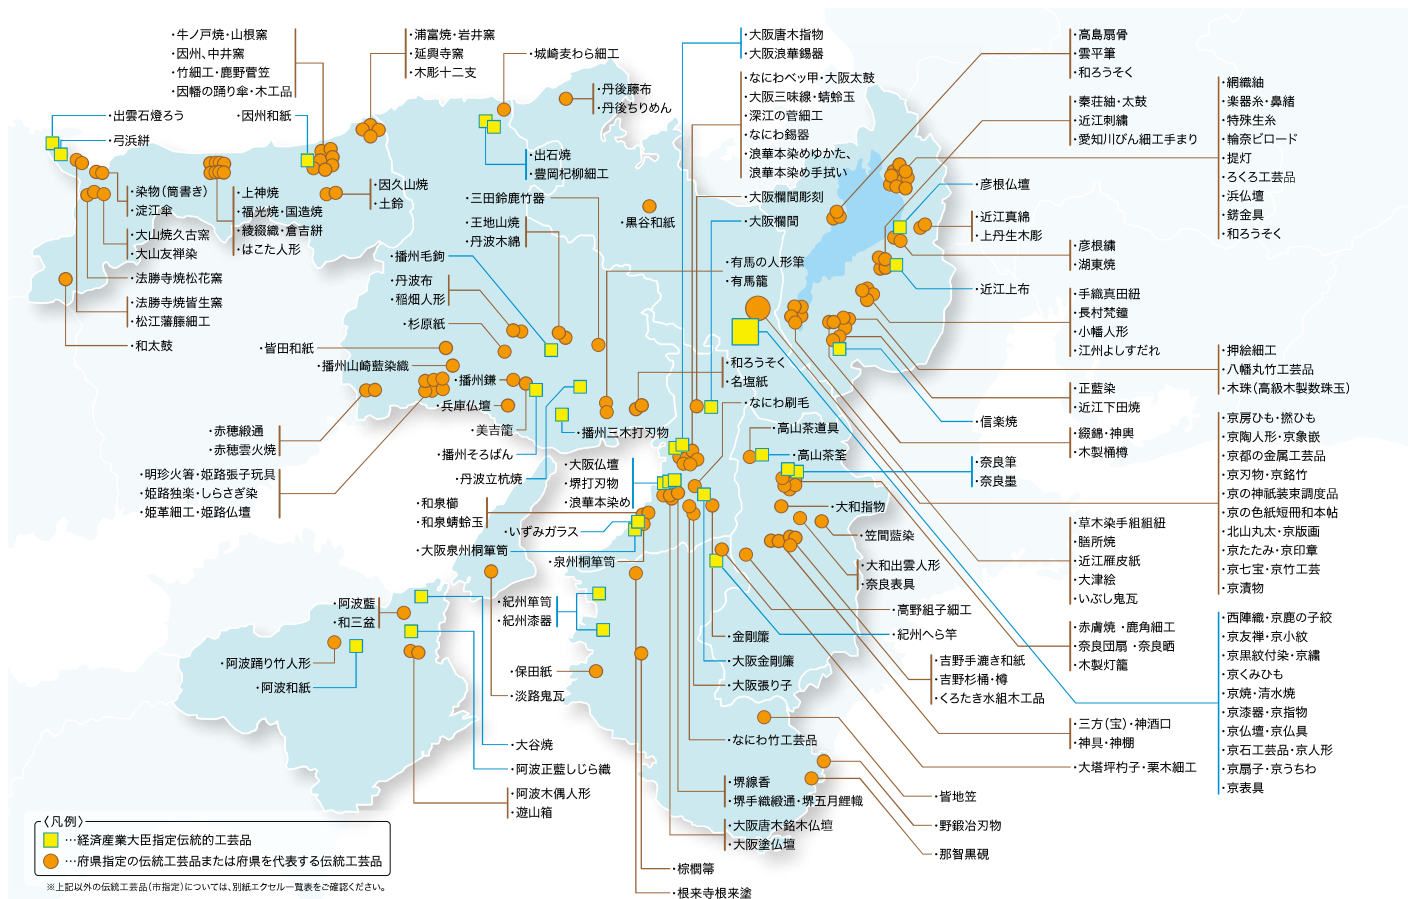 ・牛ノ戸焼・山根窯
・因州、中井窯
・竹細工・鹿野菅笠
・因幡の踊り傘・木工品
・浦富焼・岩井窯
・延興寺窯
・木彫十二支
・城崎麦わら細工
・丹後藤布
・丹後ちりめん
・出雲石燈ろう
・弓浜絣
・因州和紙
・出石焼
・豊岡杞柳細工
・染物(筒書き)
・淀江傘
・大山焼久古窯
・大山友禅染
・法勝寺焼松花窯
・法勝寺焼皆生窯
・松江藩籐細工
・和太鼓
・上神焼
・福光焼・国造焼
・綾綴織・倉吉絣
・はこた人形
・因久山焼
・土鈴
・三田鈴鹿竹器
・王地山焼
・丹波木綿
・黒谷和紙
・播州毛鉤
・丹波布
・稲畑人形
・杉原紙
・皆田和紙
・播州山崎藍染織
・播州鎌
・兵庫仏壇
・美吉籠
・播州そろばん
・丹波立杭焼
・播州三木打刃物
・赤穂緞通
・赤穂雲火焼
・明珍火箸・姫路張子玩具
・姫路独楽・しらさぎ染
・姫革細工・姫路仏壇
・大阪唐木指物
・大阪浪華錫器
・なにわベッ甲・大阪太鼓
・大阪三味線・蜻蛉玉
・深江の菅細工
・なにわ錫器
・浪華本染めゆかた、
浪華本染め手拭い
・大阪欄間彫刻
・大阪欄間
・有馬の人形筆
・有馬籠
・和ろうそく
・名塩紙
・なにわ刷毛
・高山茶道具
・高山茶筌
・大阪仏壇
・堺打刃物
・浪華本染め
・和泉櫛
・和泉蜻蛉玉
・いずみガラス
・大阪泉州桐箪笥
・泉州桐箪笥
・紀州箪笥
・紀州漆器
・保田紙
・淡路鬼瓦
・阿波藍
・和三盆
・阿波踊り竹人形
・阿波和紙
・大谷焼
・阿波正藍しじら織
・阿波木偶人形
・遊山箱
・高島扇骨
・雲平筆
・和ろうそく
・秦荘紬・太鼓
・近江刺繍
・愛知川びん細工手まり
・彦根仏壇
・近江真綿
・上丹生木彫
・彦根繍
・湖東焼
・近江上布
・手織真田紐
・長村梵鐘
・小幡人形
・江州よしすだれ
・正藍染
・近江下田焼
・信楽焼
・綴錦・神輿
・木製桶樽
・網織紬
・楽器糸・鼻緒
・特殊生糸
・輪奈ビロード
・提灯
・ろくろ工芸品
・浜仏壇
・錺金具
・和ろうそく
・押絵細工
・八幡丸竹工芸品
・木珠(高級木製数珠玉)
・京房ひも・撚ひも
・京陶人形・京象嵌
・京都の金属工芸品
・京刃物・京銘竹
・京の神祇装束調度品
・京の色紙短冊和本帖
・北山丸太・京版画
・京たたみ・京印章
・京七宝・京竹工芸
・京漬物
・奈良筆
・奈良墨
・大和指物
・笠間藍染
・大和出雲人形
・奈良表具
・高野組子細工
・紀州へら竿
・吉野手漉き和紙
・吉野杉桶・樽
・くろたき水組木工品
・草木染手組組紐
・膳所焼
・近江雁皮紙
・大津絵
・いぶし鬼瓦
・赤膚焼・鹿角細工
・奈良団扇・奈良晒
・木製灯籠
・三方(宝)・神酒口
・神具・神棚
・大塔坪杓子・栗木細工
・西陣織・京鹿の子絞
・京友禅・京小紋
・京黒紋付染・京繍
・京くみひも
・京焼・清水焼
・京漆器・京指物
・京仏壇・京仏具
・京石工芸品・京人形
・京扇子・京うちわ
・京表具
・金剛簾
・大阪金剛簾
・大阪張り子
・なにわ竹工芸品
・堺線香
・堺手織緞通・堺五月鯉幟
・大阪唐木銘木仏壇
・大阪塗仏壇
・棕櫚箒
・根来寺根来塗
・皆地笠
・野鍛冶刃物
・那智黒硯
〈凡例〉
…経済産業大臣指定伝統的工芸品
…府県指定の伝統工芸品または府県を代表する伝統工芸品
※上記以外の伝統工芸品(市指定)については、別紙エクセル一覧表をご確認ください。